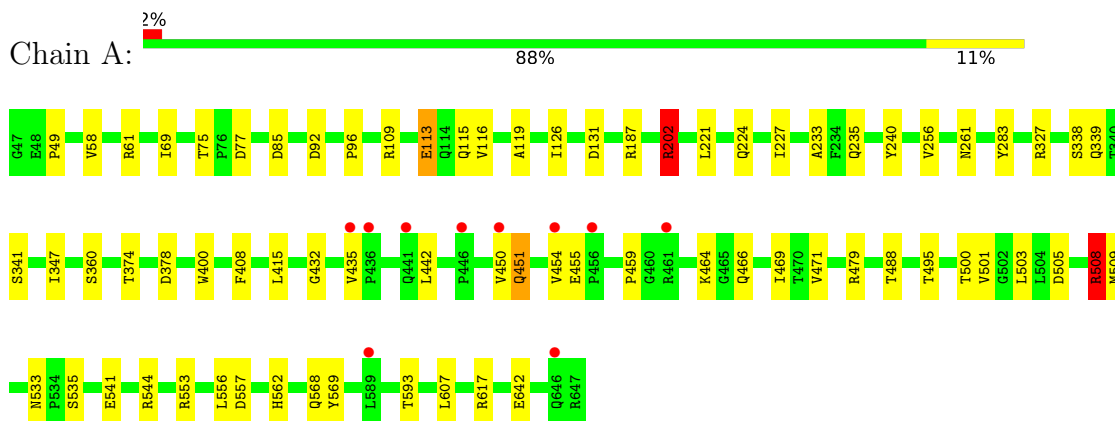 2%
Chain A:
88% 11%
G47 E48 P49 V58 R61 I69 T75 P76 D77 D85 D92 P96 R109 E113 Q114 Q115 V116 A119 I126 D131 R187 R202 L221 Q224 I227 A233 F234 Q235 Y240 V256 N261 Y283 R327 S338 Q339 T340
S341 I347 S360 T374 D378 W400 F408 L415 G432 V435 P436 Q441 L442 P446 V450 Q451 V454 E455 P456 P459 G460 R461 K464 G465 Q466 I469 T470 V471 R479 T488 T495 T500 V501 G502 L503 L504 D505 R508 M509
N533 P534 S535 E541 R544 R553 L556 D557 H562 Q568 Y569 L589 T593 L607 R617 E642 Q646 R647